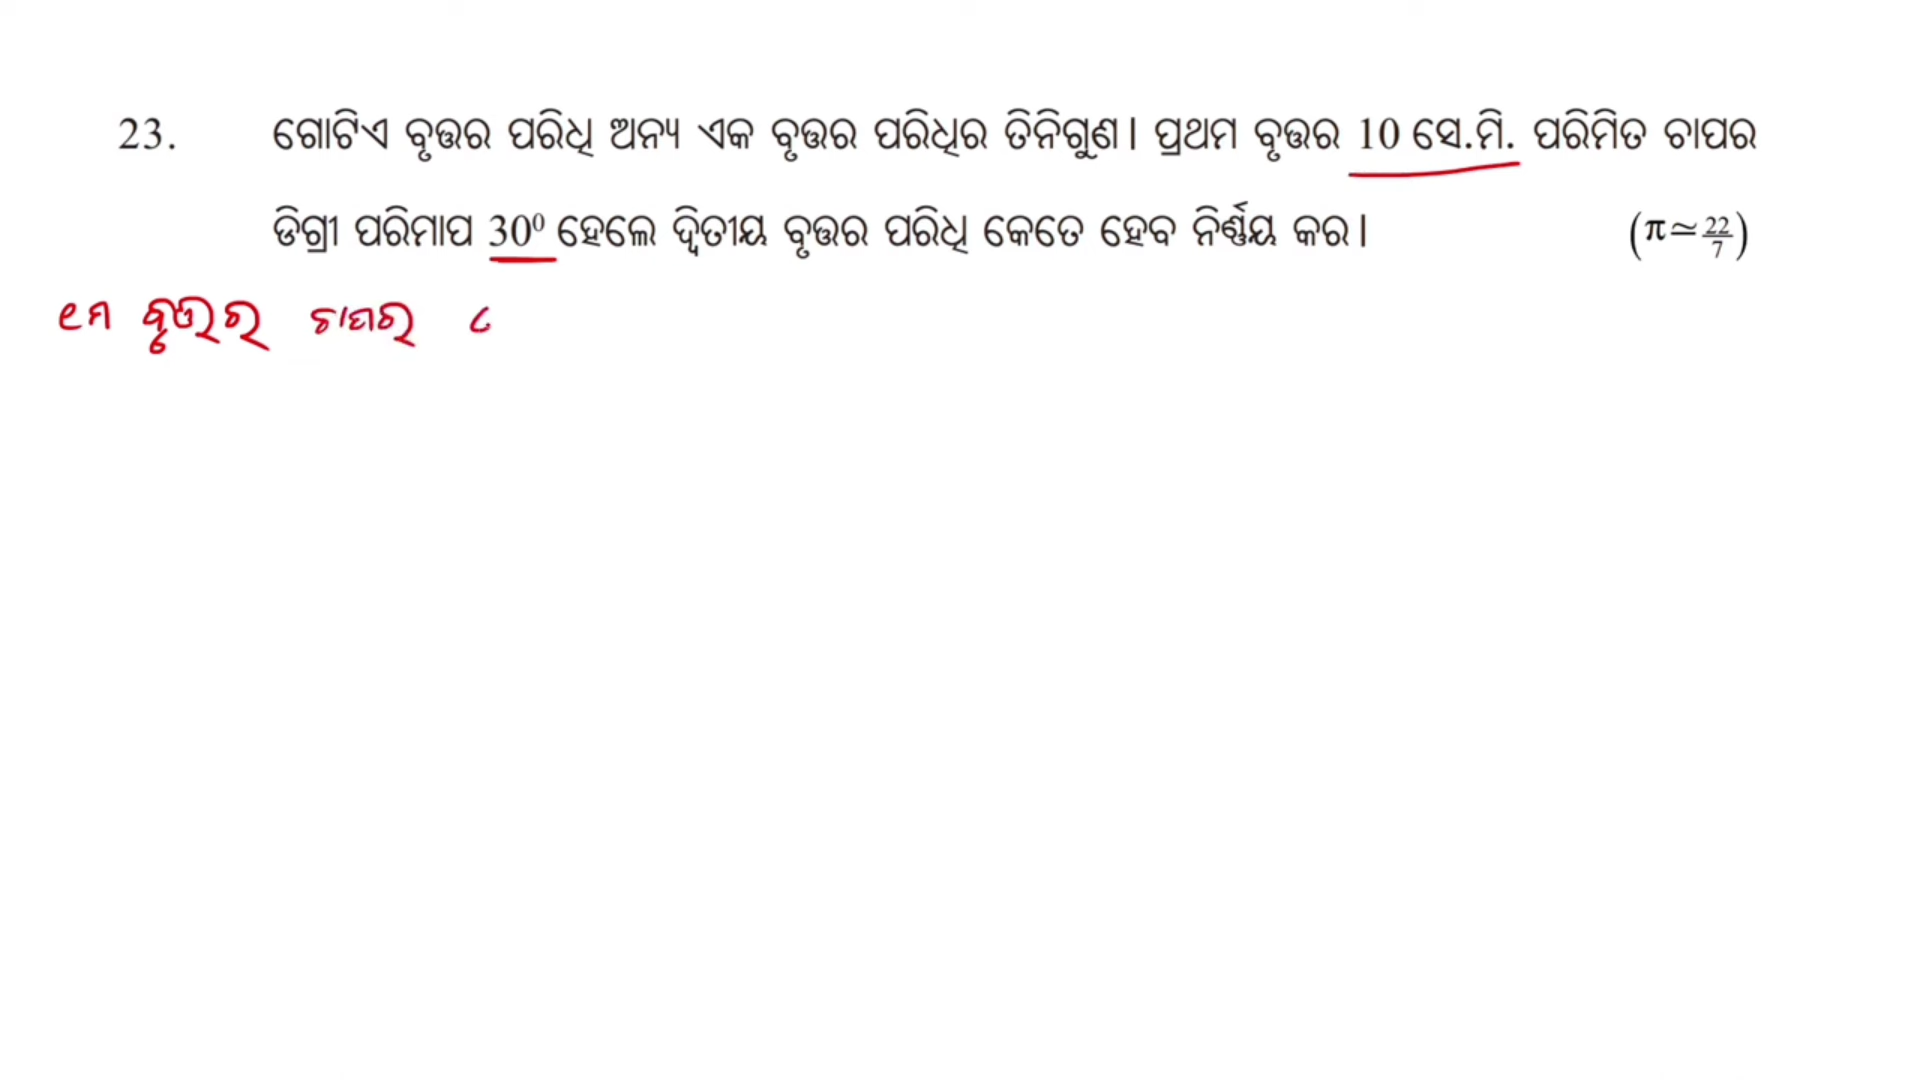 23. ଗୋଟିଏ ବୃତ୍ତର ପରିଧି ଅନ୍ୟ ଏକ ବୃତ୍ତର ପରିଧିର ତିନିଗୁଣ। ପ୍ରଥମ ବୃତ୍ତର 10 ସେ.ମି. ପରିମିତ ଚାପର
ଡିଗ୍ରୀ ପରିମାପ 30⁰ ହେଲେ ଦ୍ୱିତୀୟ ବୃତ୍ତର ପରିଧି କେତେ ହେବ ନିର୍ଣ୍ଣୟ କର। (π≃22/7)
୧ମ ବୃତ୍ତର ଚାପର